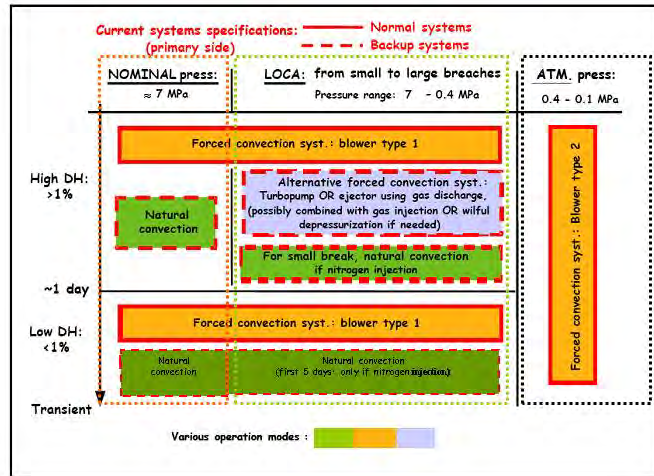 Current systems specifications: Normal systems
(primary side) Backup systems
NOMINAL press:
≈ 7 MPa
LOCA: from small to large breaches
Pressure range: 7 - 0.4 MPa
ATM. press:
0.4 - 0.1 MPa
High DH:
>1%
Forced convection syst.: blower type 1
Natural
convection
Alternative forced convection syst.:
Turbopump OR ejector using gas discharge,
(possibly combined with gas injection OR wilful
depressurization if needed)
For small break, natural convection
if nitrogen injection
Forced convection syst.: Blower type 2
~1 day
Low DH:
<1%
Forced convection syst.: blower type 1
Natural
convection
Natural convection
(first 5 days: only if nitrogen injection)
Transient
Various operation modes :